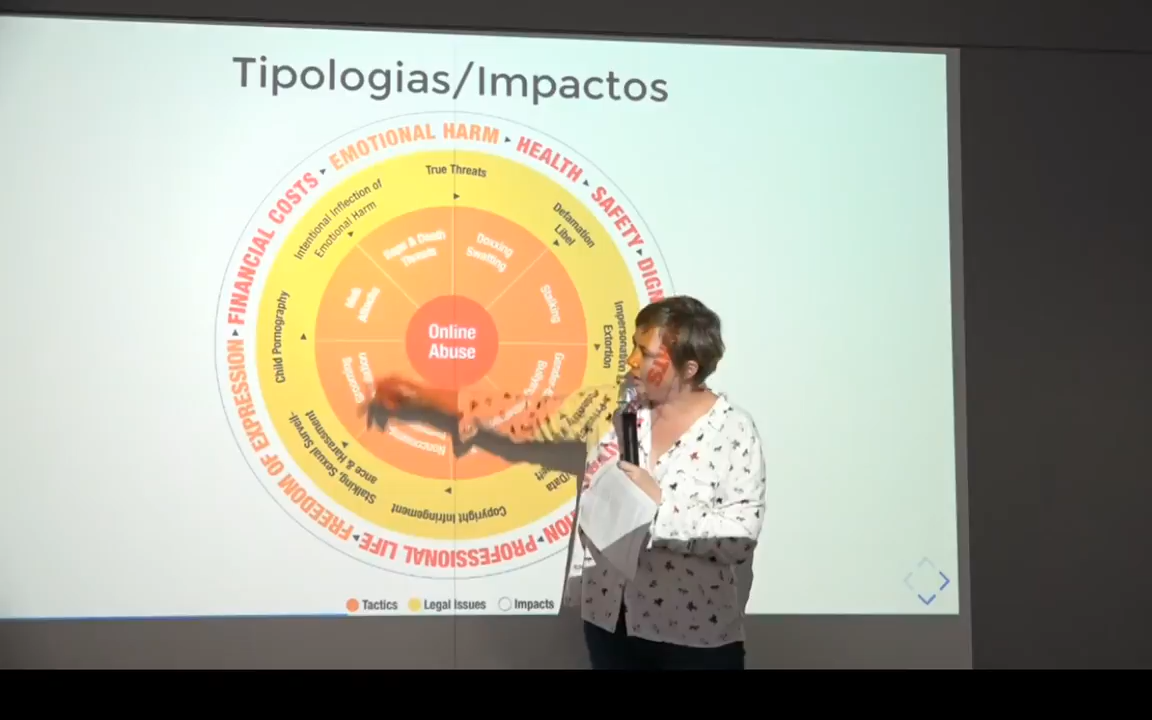 Tipologias/Impactos
EMOTIONAL HARM
HEALTH
SAFETY
FINANCIAL COSTS
FREEDOM OF EXPRESSION
PROFESSIONAL LIFE
True Threats
Defamation
Libel
Extortion
Copyright Infringement
Stalking, Sexual Surveil-
ance & Harassment
Child Pornography
Intentional Inflection of
Emotional Harm
Rape & Death
Threats
Doxxing
Swatting
Stalking
Mob
Attacks
Online
Abuse
Tactics
Legal Issues
Impacts